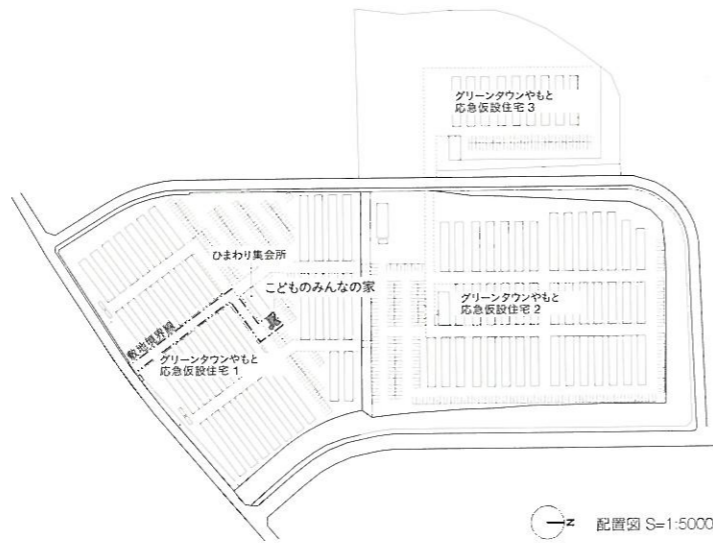 グリーンタウンやもと
応急仮設住宅 3
ひまわり集会所
こどものみんなの家
グリーンタウンやもと
応急仮設住宅 2
敷地境界線
グリーンタウンやもと
応急仮設住宅 1
N
配置図 S=1:5000